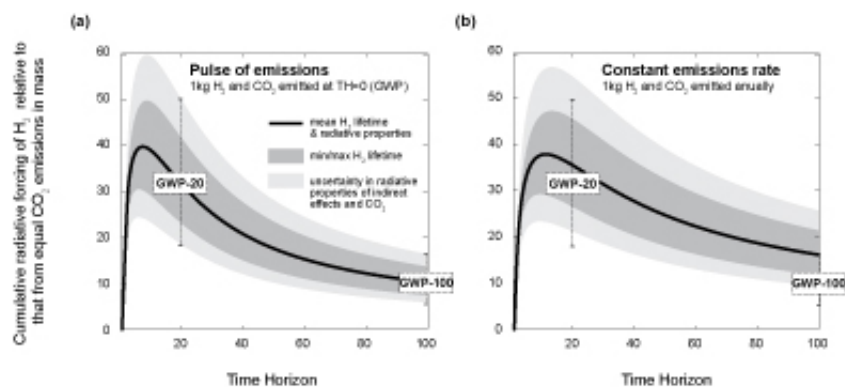 (a)
(b)
Cumulative radiative forcing of H₂ relative to
that from equal CO₂ emissions in mass
60
50
40
30
20
10
0
Pulse of emissions
1kg H₂ and CO₂ emitted at TH=0 (GWP)
mean H₂ lifetime
& radiative properties
min/max H₂ lifetime
uncertainty in radiative
properties of indirect
effects and CO₂
GWP-20
GWP-100
20
40
60
80
100
Time Horizon
60
50
40
30
20
10
0
Constant emissions rate
1kg H₂ and CO₂ emitted anually
GWP-20
GWP-100
20
40
60
80
100
Time Horizon